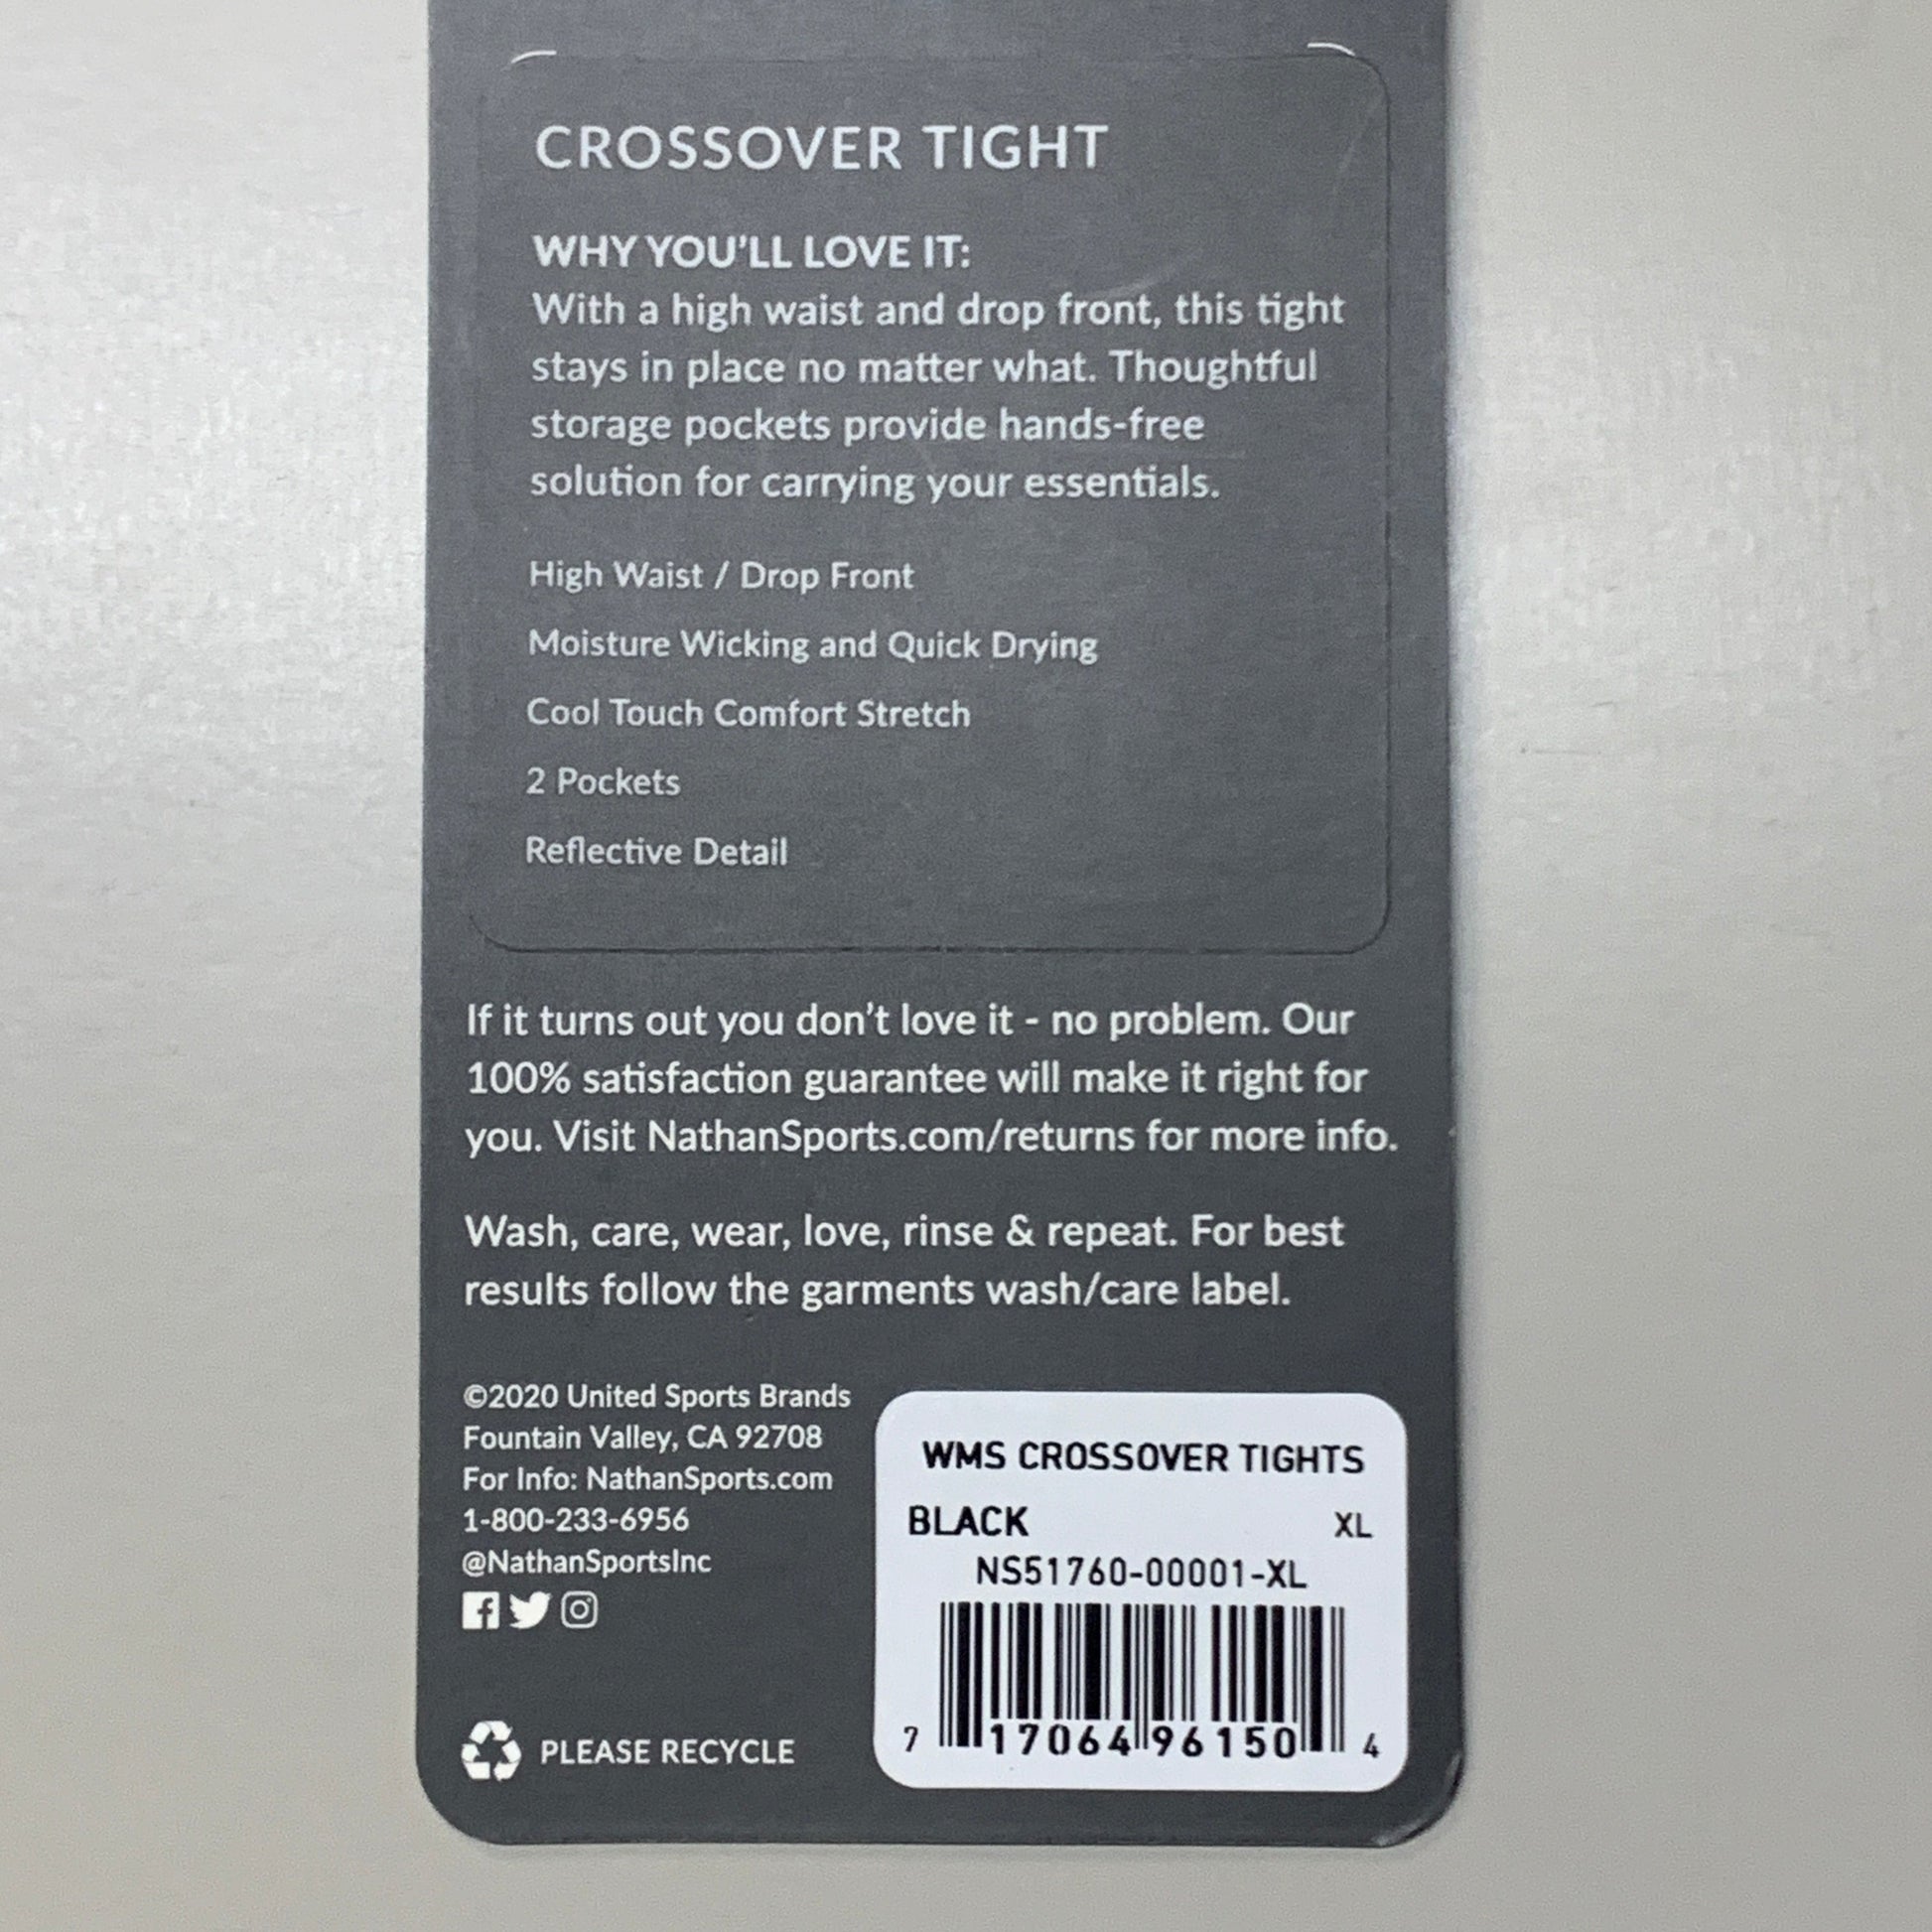 CROSSOVER TIGHT
WHY YOU'LL LOVE IT:
With a high waist and drop front, this tight
stays in place no matter what. Thoughtful
storage pockets provide hands-free
solution for carrying your essentials.
High Waist / Drop Front
Moisture Wicking and Quick Drying
Cool Touch Comfort Stretch
2 Pockets
Reflective Detail
If it turns out you don't love it - no problem. Our
100% satisfaction guarantee will make it right for
you. Visit NathanSports.com/returns for more info.
Wash, care, wear, love, rinse & repeat. For best
results follow the garments wash/care label.
©2020 United Sports Brands
Fountain Valley, CA 92708
For Info: NathanSports.com
1-800-233-6956
@NathanSportsInc
PLEASE RECYCLE
WMS CROSSOVER TIGHTS
BLACK XL
NS51760-00001-XL
7 17064 96150 4